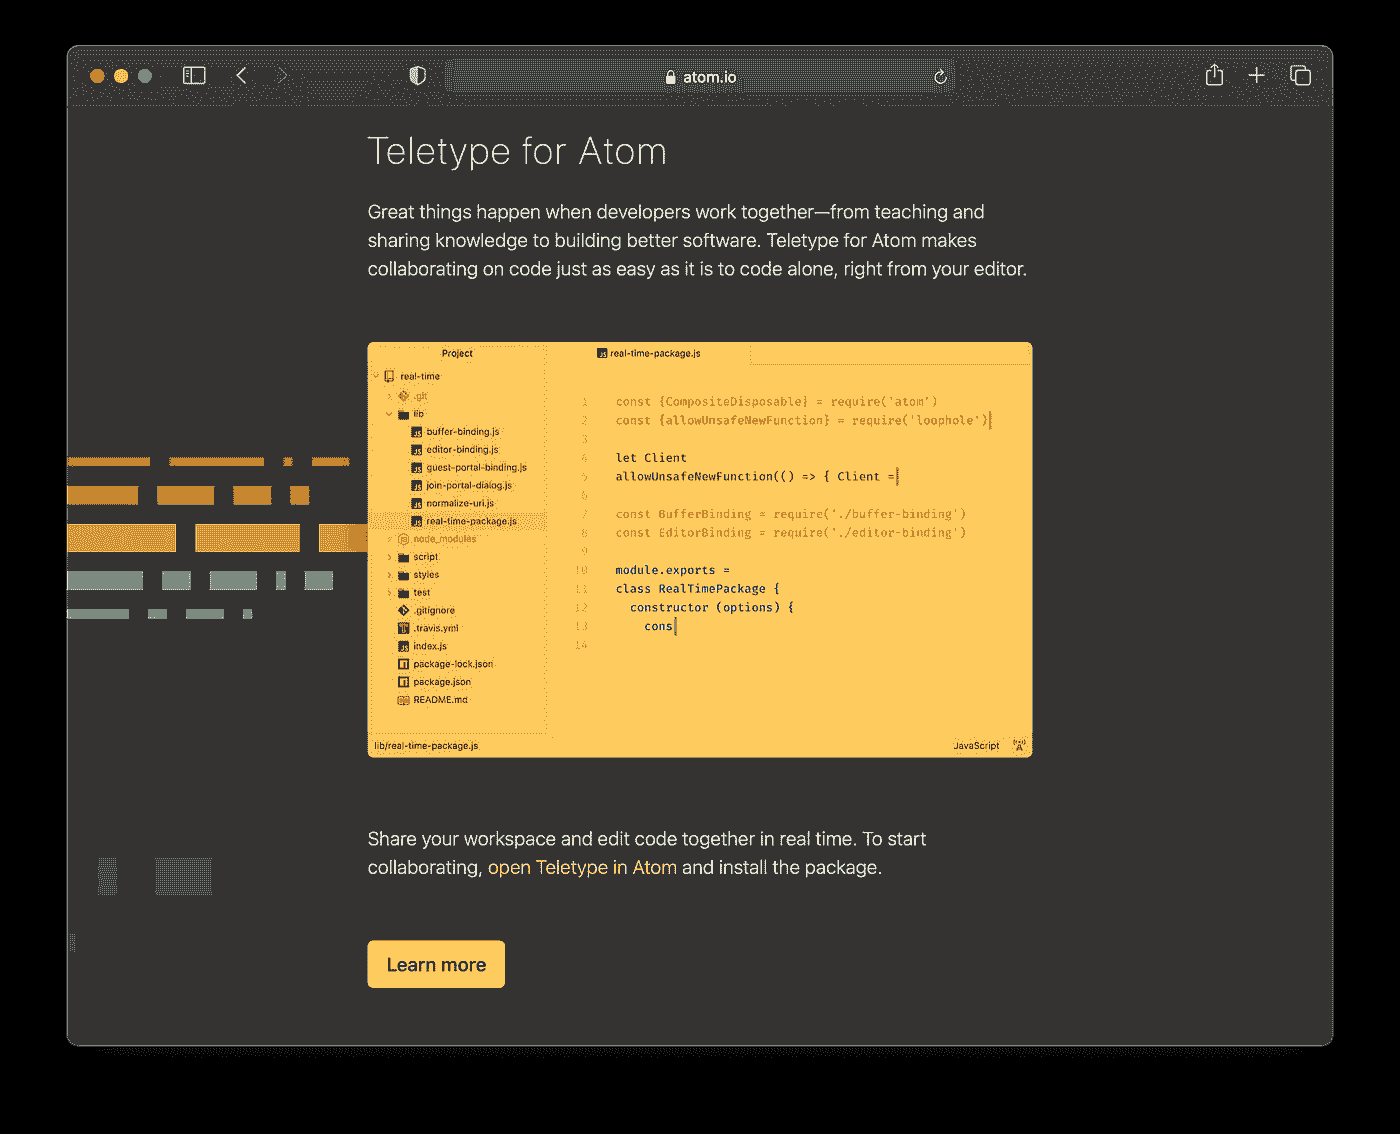 atom.io
Teletype for Atom
Great things happen when developers work together—from teaching and
sharing knowledge to building better software. Teletype for Atom makes
collaborating on code just as easy as it is to code alone, right from your editor.
Project
real-time
.git
lib
buffer-binding.js
editor-binding.js
guest-portal-binding.js
join-portal-dialog.js
normalize-uri.js
real-time-package.js
node_modules
script
styles
test
.gitignore
.travis.yml
index.js
package-lock.json
package.json
README.md
lib/real-time-package.js
real-time-package.js
1 const {CompositeDisposable} = require('atom')
2 const {allowUnsafeNewFunction} = require('loophole')
3
4 let Client
5 allowUnsafeNewFunction(() => { Client =
6
7 const BufferBinding = require('./buffer-binding')
8 const EditorBinding = require('./editor-binding')
9
10 module.exports =
11 class RealTimePackage {
12 constructor (options) {
13 cons
14
JavaScript
Share your workspace and edit code together in real time. To start
collaborating, open Teletype in Atom and install the package.
Learn more